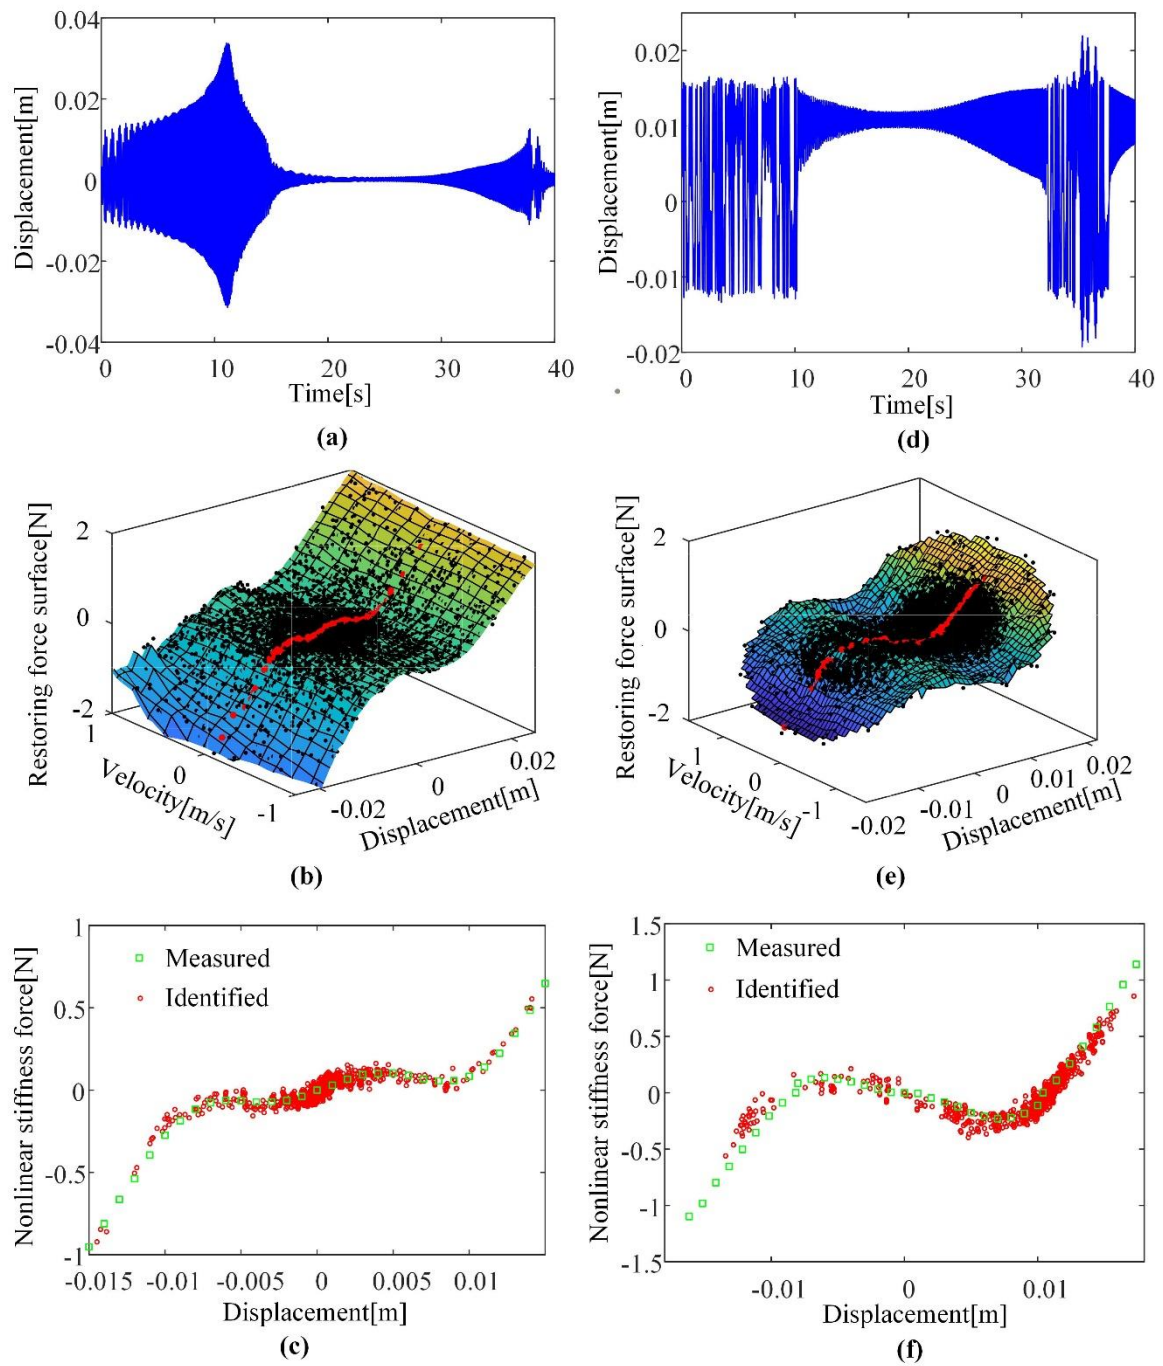 Displacement[m]
0.04
0.02
0
-0.02
-0.04
0 10 20 30 40
Time[s]
(a)
Displacement[m]
0.02
0.01
0
-0.01
-0.02
0 10 20 30 40
Time[s]
(d)
Restoring force surface[N]
2
0
-2
1
0
-1
Velocity[m/s]
-0.02
0
0.02
Displacement[m]
(b)
Restoring force surface[N]
2
0
-2
1
0
-1
Velocity[m/s]
-0.02
-0.01
0
0.01
0.02
Displacement[m]
(e)
Nonlinear stiffness force[N]
1
0.5
0
-0.5
-1
Measured
Identified
-0.015 -0.01 -0.005 0 0.005 0.01
Displacement[m]
(c)
Nonlinear stiffness force[N]
1.5
1
0.5
0
-0.5
-1
-1.5
Measured
Identified
-0.01 0 0.01
Displacement[m]
(f)